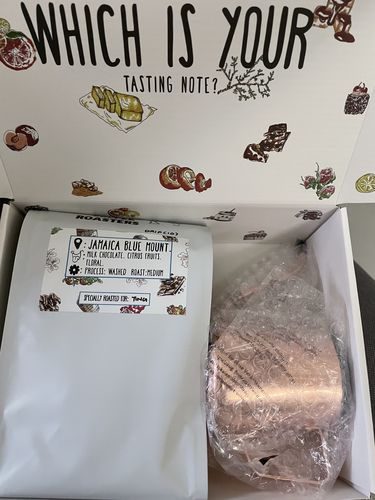 WHICH IS YOUR
TASTING NOTE?
ROASTERS
: JAMAICA BLUE MOUNT
: MILK CHOCOLATE. CITRUS FRUITS.
FLORAL.
: PROCESS: WASHED ROAST:MEDIUM
SPECIALLY ROASTED FOR: